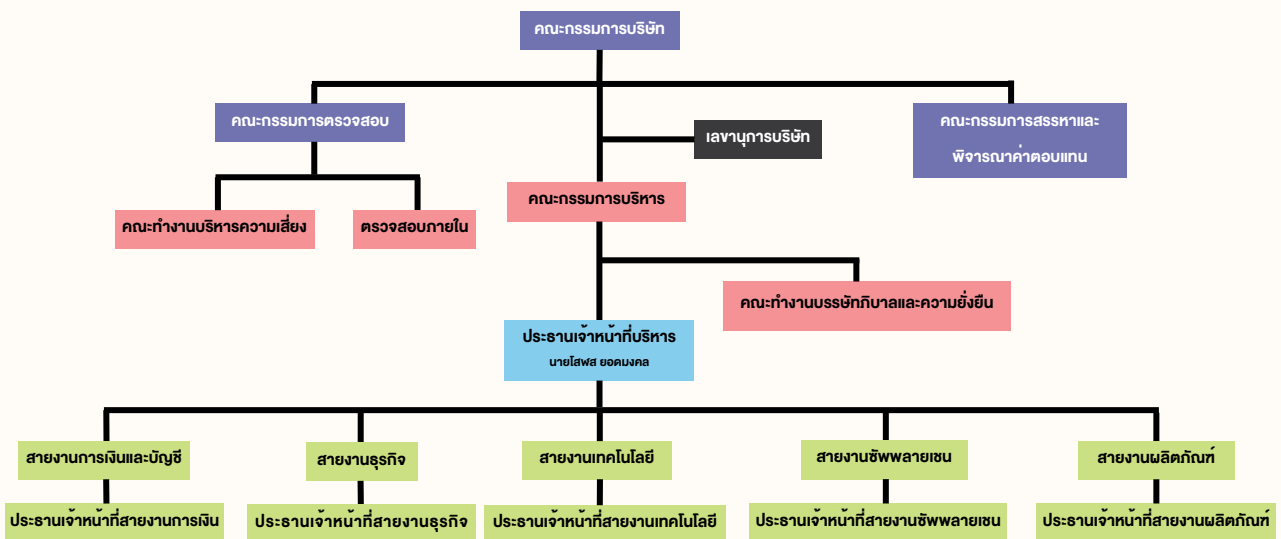 คณะกรรมการบริษัท
คณะกรรมการตรวจสอบ
เลขานุการบริษัท
คณะกรรมการสรรหาและ
พิจารณาค่าตอบแทน
คณะกรรมการบริหาร
คณะทำงานบริหารความเสี่ยง
ตรวจสอบภายใน
คณะทำงานบรรษัทภิบาลและความยั่งยืน
ประธานเจ้าหน้าที่บริหาร
นายโสฬส ยอดมงคล
สายงานการเงินและบัญชี
สายงานธุรกิจ
สายงานเทคโนโลยี
สายงานซัพพลายเชน
สายงานผลิตภัณฑ์
ประธานเจ้าหน้าที่สายงานการเงิน
ประธานเจ้าหน้าที่สายงานธุรกิจ
ประธานเจ้าหน้าที่สายงานเทคโนโลยี
ประธานเจ้าหน้าที่สายงานซัพพลายเชน
ประธานเจ้าหน้าที่สายงานผลิตภัณฑ์